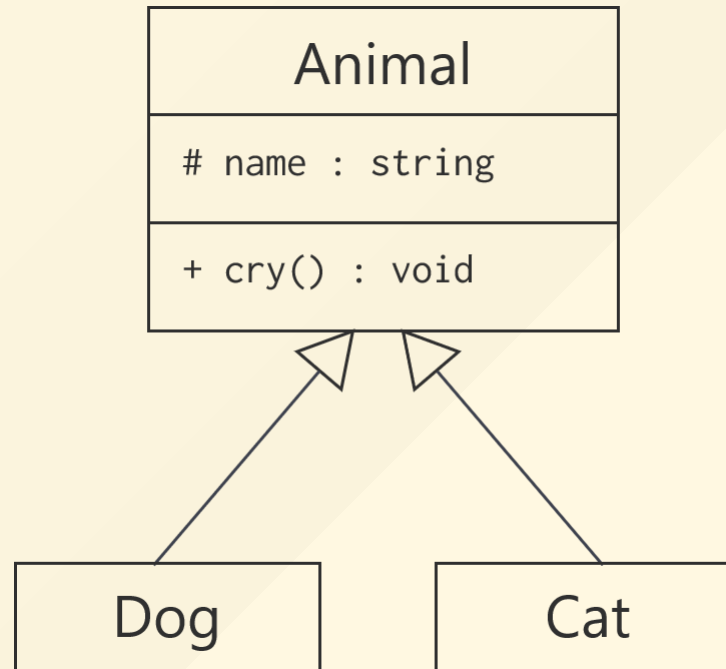 Animal
# name : string
+ cry() : void
Dog
Cat